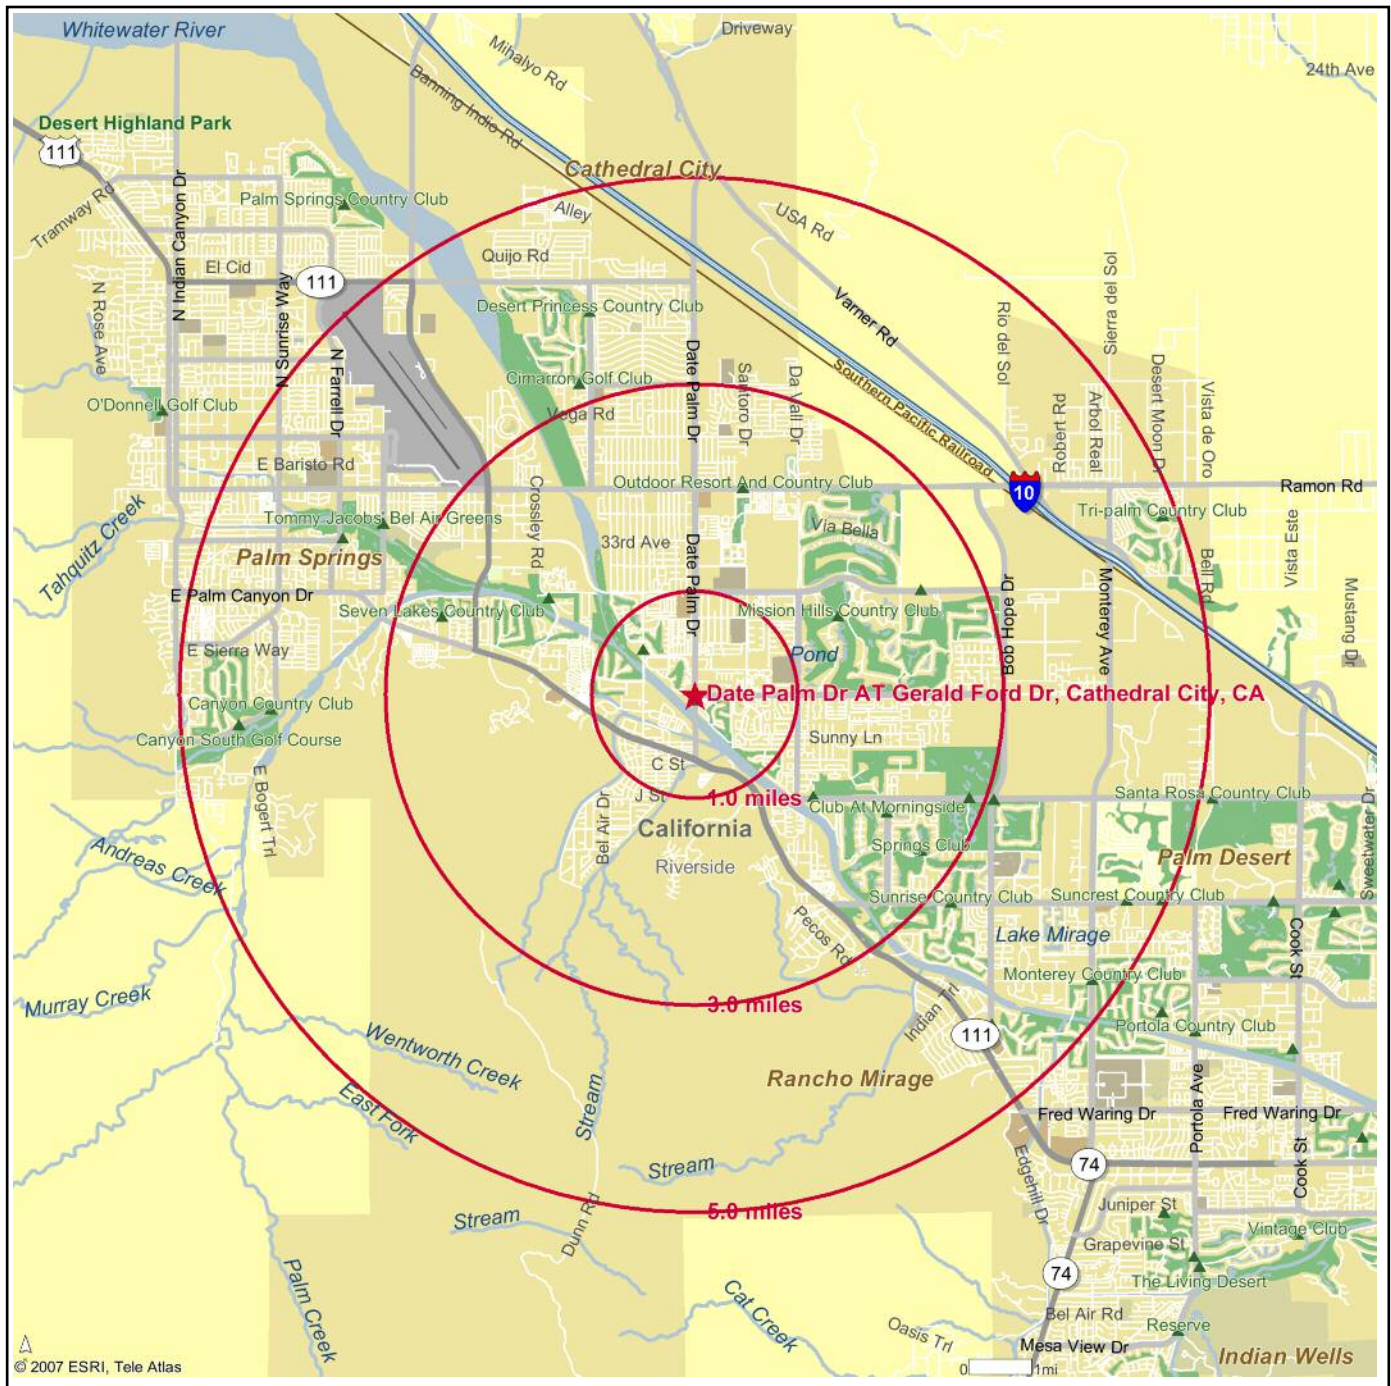 Whitewater River
Driveway
Mihalyo Rd
24th Ave
Banning Indio Rd
Desert Highland Park
111
Cathedral City
Tramway Rd
N Indian Canyon Dr
Palm Springs Country Club
Alley
USA Rd
Quijo Rd
El Cid
111
N Rose Ave
N Sunrise Way
Desert Princess Country Club
Varner Rd
Rio del Sol
Sierra del Sol
N Farrell Dr
Date Palm Dr
Santoro Dr
Da Vall Dr
Southern Pacific Railroad
Cimarron Golf Club
Robert Rd
Arbol Real
Desert Moon Dr
Vista de Oro
O'Donnell Golf Club
Vega Rd
E Baristo Rd
Outdoor Resort And Country Club
10
Ramon Rd
Tahquitz Creek
Crossley Rd
Tommy Jacobs' Bel Air Greens
Via Bella
Tri-palm Country Club
Palm Springs
33rd Ave
Date Palm Dr
Vista Este
Bell Rd
E Palm Canyon Dr
Seven Lakes Country Club
Mission Hills Country Club
Bob Hope Dr
Monterey Ave
Mustang Dr
E Sierra Way
Pond
Date Palm Dr AT Gerald Ford Dr, Cathedral City, CA
Canyon Country Club
Canyon South Golf Course
Sunny Ln
C St
E Bogert Trl
J St
1.0 miles
Club At Morningside
Santa Rosa Country Club
Bel Air Dr
California
Sweetwater Dr
Andreas Creek
Riverside
Springs Club
Palm Desert
Sunrise Country Club
Suncrest Country Club
Pecos Rd
Lake Mirage
Cook St
Murray Creek
3.0 miles
Indian Trl
Monterey Country Club
Portola Country Club
111
Wentworth Creek
East Fork
Stream
Rancho Mirage
Portola Ave
Fred Waring Dr
Fred Waring Dr
Stream
Edgehill Dr
74
Cook St
5.0 miles
Juniper St
Stream
Dunn Rd
Vintage Club
Grapevine St
74
The Living Desert
Palm Creek
Cat Creek
Bel Air Rd
Oasis Trl
Reserve
Mesa View Dr
Indian Wells
© 2007 ESRI, Tele Atlas
0 1mi